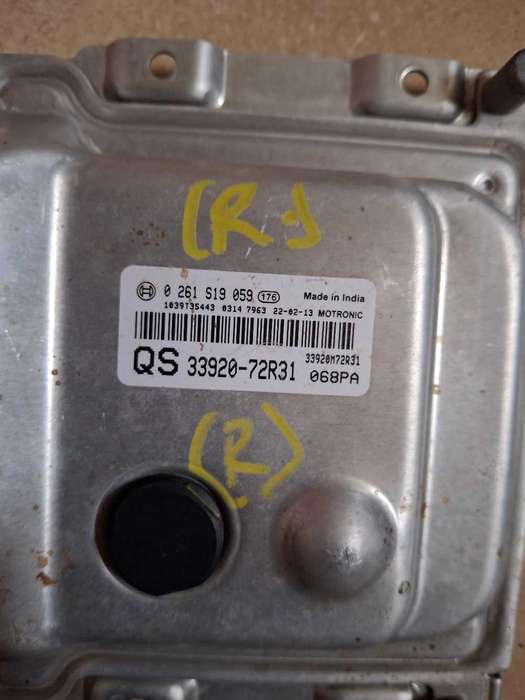 (R)
BOSCH 0 261 S19 059 176 Made in India
1039T35443 0314 7963 22-02-13 MOTRONIC
33920M72R31
QS 33920-72R31 068PA
(R)